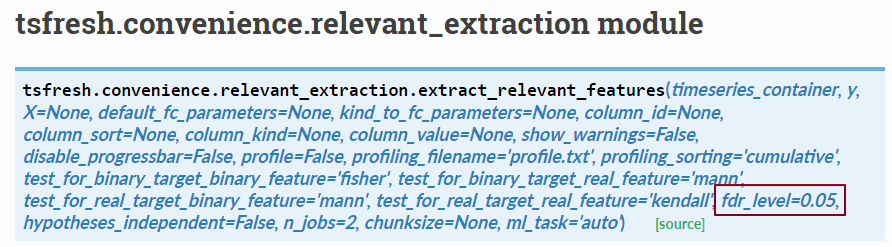 tsfresh.convenience.relevant_extraction module
tsfresh.convenience.relevant_extraction.extract_relevant_features(timeseries_container, y,
X=None, default_fc_parameters=None, kind_to_fc_parameters=None, column_id=None,
column_sort=None, column_kind=None, column_value=None, show_warnings=False,
disable_progressbar=False, profile=False, profiling_filename='profile.txt', profiling_sorting='cumulative',
test_for_binary_target_binary_feature='fisher', test_for_binary_target_real_feature='mann',
test_for_real_target_binary_feature='mann', test_for_real_target_real_feature='kendall', fdr_level=0.05,
hypotheses_independent=False, n_jobs=2, chunksize=None, ml_task='auto') [source]